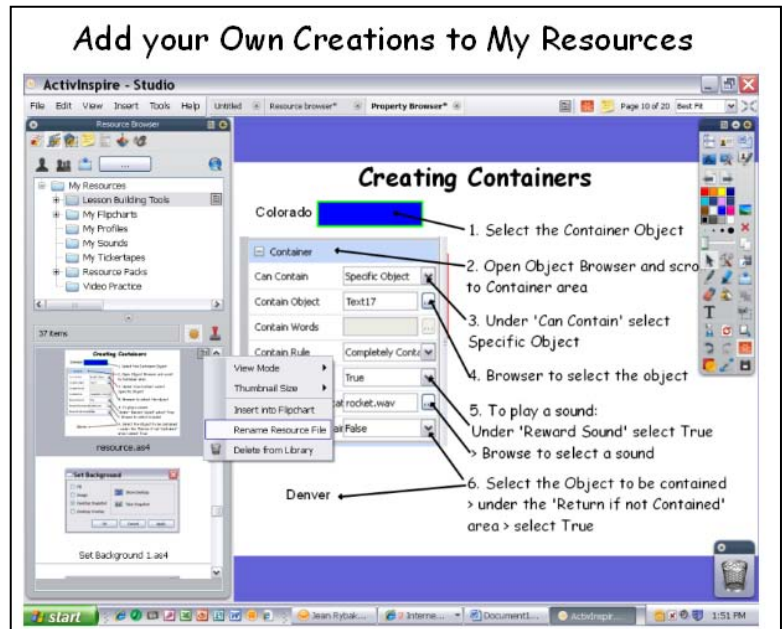 Add your Own Creations to My Resources
ActivInspire - Studio
File Edit View Insert Tools Help Untitled Resource browser* Property Browser* Page 10 of 20 Best Fit
Resource Browser
...
My Resources
Lesson Building Tools
My Flipcharts
My Profiles
My Sounds
My Tickertapes
Resource Packs
Video Practice
37 items
resource.as4
Set Background
Set Background 1.as4
View Mode
Thumbnail Size
Insert into Flipchart
Rename Resource File
Delete from Library
Creating Containers
Colorado
1. Select the Container Object
Container
2. Open Object Browser and scro
to Container area
Can Contain Specific Object
Contain Object Text17
3. Under 'Can Contain' select
Specific Object
Contain Words
Contain Rule Completely Conta
4. Browser to select the object
True
5. To play a sound:
Under 'Reward Sound' select True
> Browse to select a sound
rocket.wav
False
6. Select the Object to be contained
> under the 'Return if not Contained'
area > select True
Denver
start Jean Rybak... 2 Interne... Document1... ActivInspir... 1:51 PM